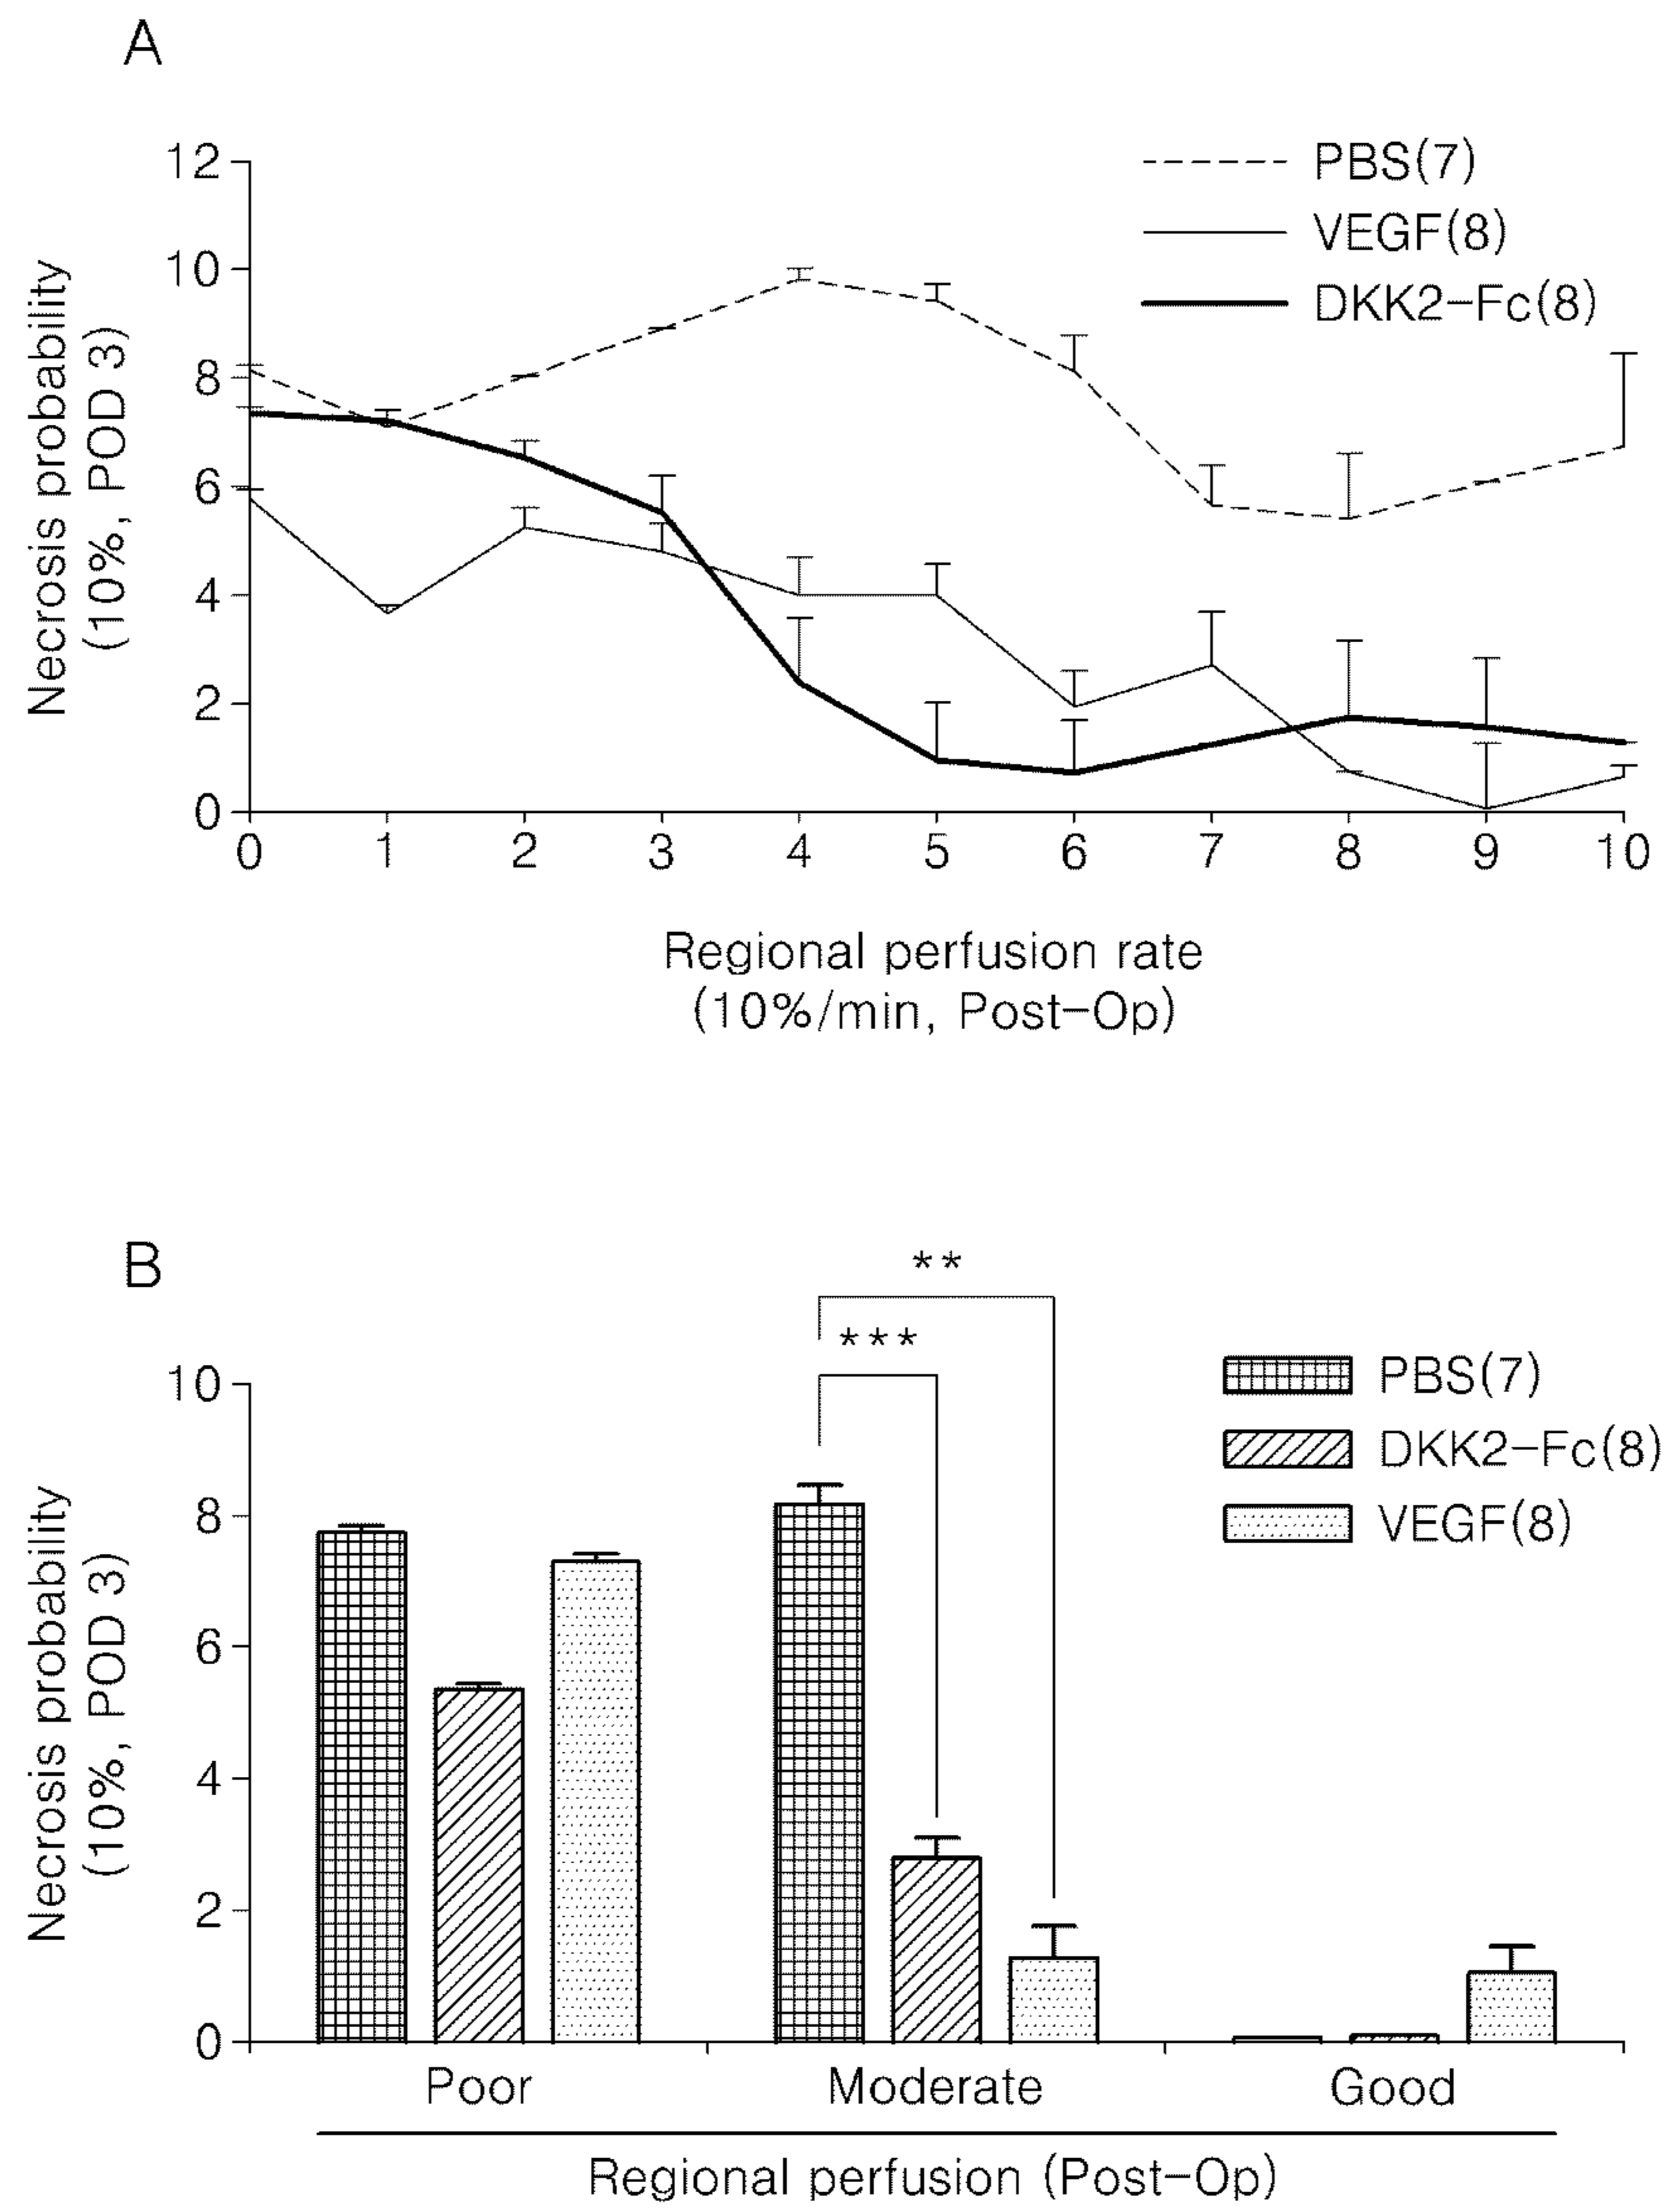 A
12
10
8
6
4
2
0
Necrosis probability
(10%, POD 3)
PBS(7)
VEGF(8)
DKK2-Fc(8)
0 1 2 3 4 5 6 7 8 9 10
Regional perfusion rate
(10%/min, Post-Op)
B
**
***
10
8
6
4
2
0
Necrosis probability
(10%, POD 3)
PBS(7)
DKK2-Fc(8)
VEGF(8)
Poor Moderate Good
Regional perfusion (Post-Op)